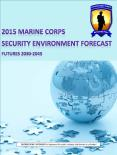 2015 MARINE CORPS
SECURITY ENVIRONMENT FORECAST
FUTURES 2030-2045